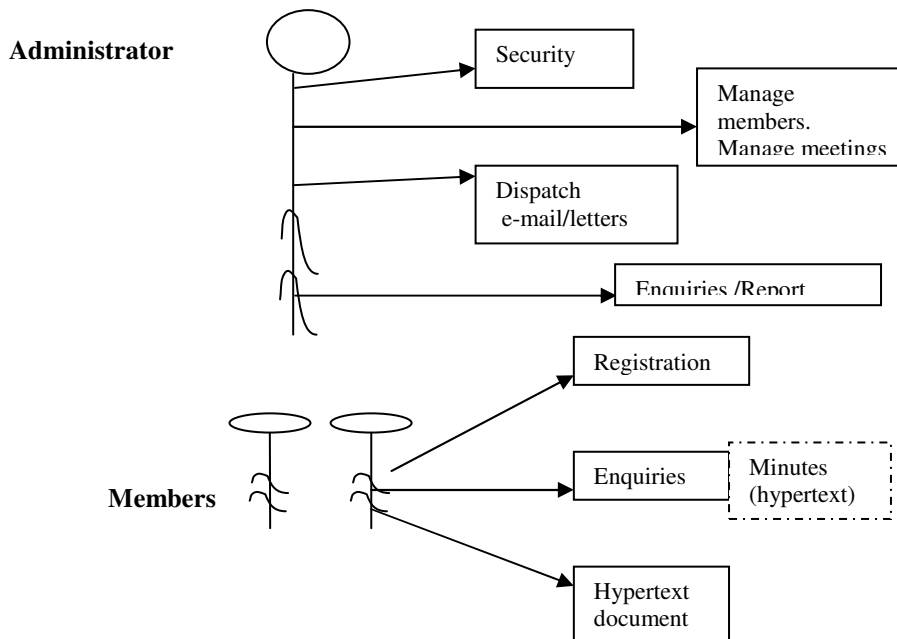 Administrator
Security
Manage
members.
Manage meetings
Dispatch
e-mail/letters
Enquiries /Report
Registration
Members
Enquiries
Minutes
(hypertext)
Hypertext
document